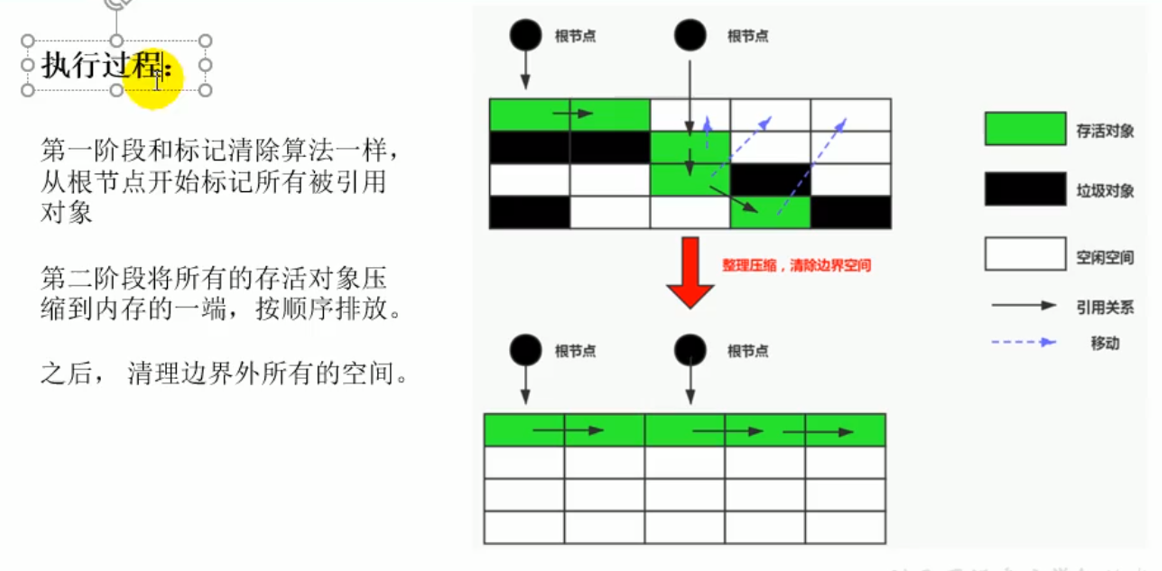 执行过程：
第一阶段和标记清除算法一样，
从根节点开始标记所有被引用
对象
第二阶段将所有的存活对象压
缩到内存的一端，按顺序排放。
之后， 清理边界外所有的空间。
根节点
根节点
存活对象
垃圾对象
空闲空间
引用关系
移动
整理压缩，清除边界空间
根节点
根节点